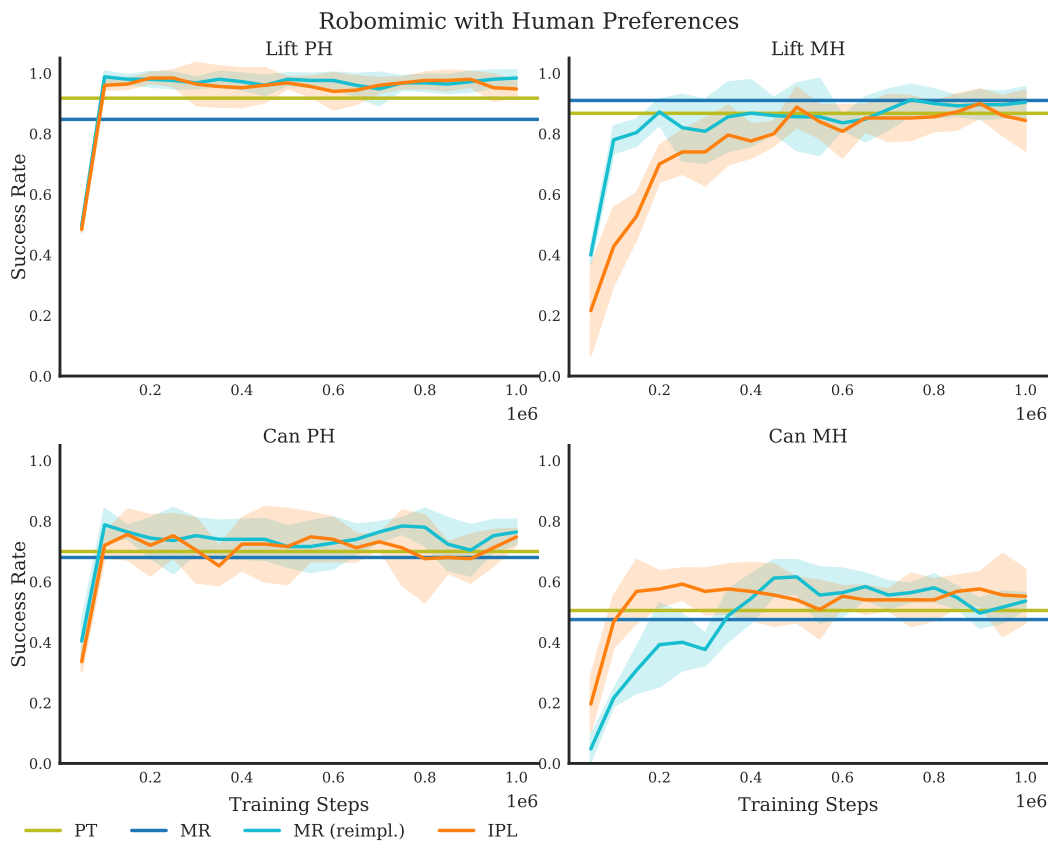 Robomimic with Human Preferences
Lift PH
Lift MH
1.0
0.8
0.6
0.4
0.2
0.0
Success Rate
0.2 0.4 0.6 0.8 1.0
1e6
1.0
0.8
0.6
0.4
0.2
0.0
0.2 0.4 0.6 0.8 1.0
1e6
Can PH
Can MH
1.0
0.8
0.6
0.4
0.2
0.0
Success Rate
0.2 0.4 0.6 0.8 1.0
1e6
Training Steps
1.0
0.8
0.6
0.4
0.2
0.0
0.2 0.4 0.6 0.8 1.0
1e6
Training Steps
PT MR MR (reimpl.) IPL